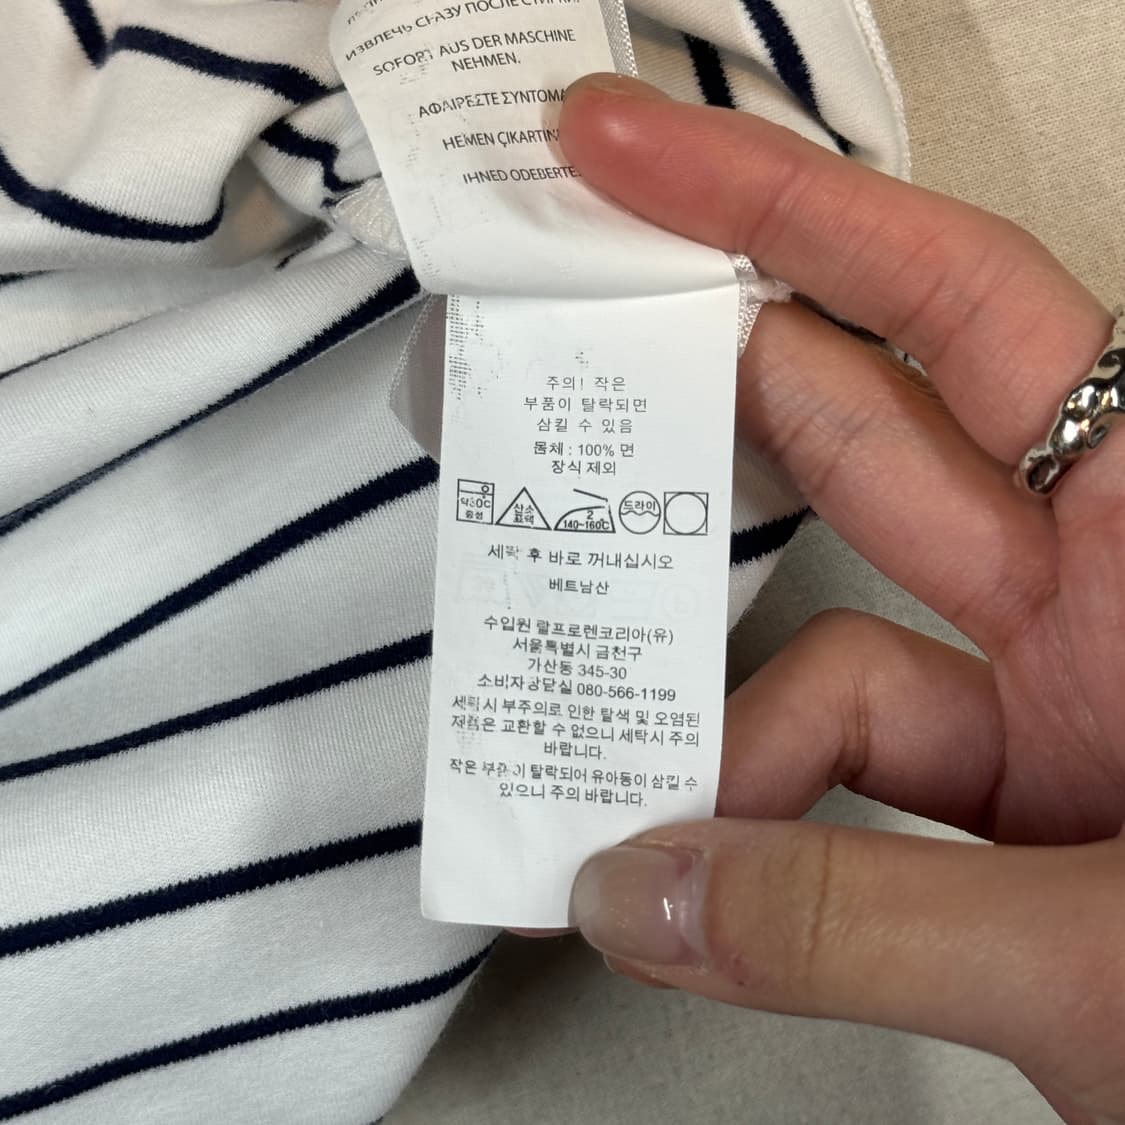 ИЗВЛЕЧЬ СРАЗУ ПОСЛЕ СТИРКИ.
SOFORT AUS DER MASCHINE
NEHMEN.
ΑΦΑΙΡΕΣΤΕ ΣΥΝΤΟΜΑ
HEMEN ÇIKARTIN
IHNED ODEBERTE.
주의! 작은
부품이 탈락되면
삼킬 수 있음
몸체 : 100% 면
장식 제외
약30℃
중성
산소
표백
2
140~160℃
드라이
세탁 후 바로 꺼내십시오
베트남산
수입원 랄프로렌코리아(유)
서울특별시 금천구
가산동 345-30
소비자상담실 080-566-1199
세탁시 부주의로 인한 탈색 및 오염된
제품은 교환할 수 없으니 세탁시 주의
바랍니다.
작은 부품이 탈락되어 유아동이 삼킬 수
있으니 주의 바랍니다.